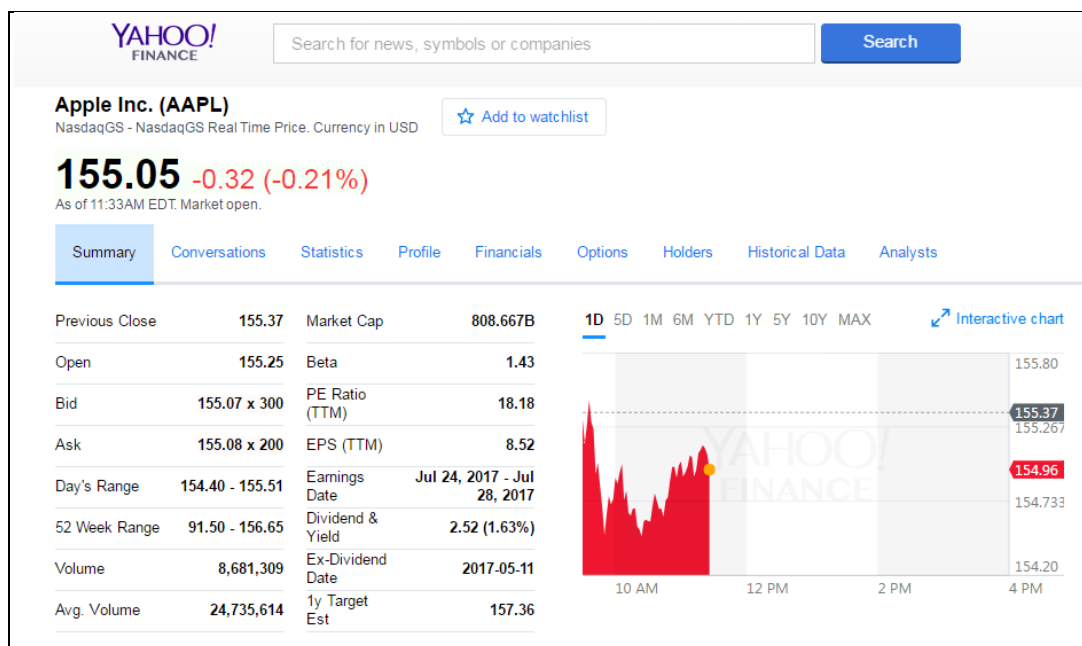 YAHOO!
FINANCE
Search for news, symbols or companies
Search
Apple Inc. (AAPL)
NasdaqGS - NasdaqGS Real Time Price. Currency in USD
Add to watchlist
155.05 -0.32 (-0.21%)
As of 11:33AM EDT. Market open.
Summary Conversations Statistics Profile Financials Options Holders Historical Data Analysts
Previous Close 155.37
Open 155.25
Bid 155.07 x 300
Ask 155.08 x 200
Day's Range 154.40 - 155.51
52 Week Range 91.50 - 156.65
Volume 8,681,309
Avg. Volume 24,735,614
Market Cap 808.667B
Beta 1.43
PE Ratio
(TTM) 18.18
EPS (TTM) 8.52
Earnings
Date
Jul 24, 2017 - Jul
28, 2017
Dividend &
Yield 2.52 (1.63%)
Ex-Dividend
Date 2017-05-11
1y Target
Est 157.36
1D 5D 1M 6M YTD 1Y 5Y 10Y MAX
Interactive chart
155.80
155.37
155.267
154.96
154.733
154.20
YAHOO!
FINANCE
10 AM 12 PM 2 PM 4 PM